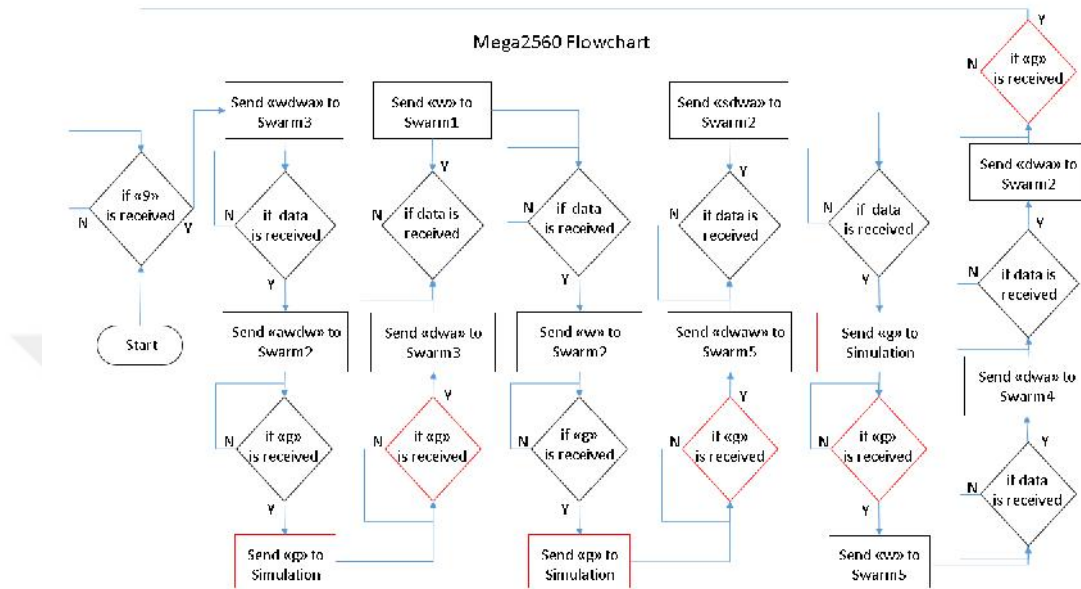 Mega2560 Flowchart
Start
N
if «9»
is received
Y
Send «wdwa» to
Swarm3
N
if data
is received
Y
Send «awdw» to
Swarm2
N
if «g»
is received
Y
Send «g» to
Simulation
N
if «g»
is received
Y
Send «dwa» to
Swarm3
N
if data is
received
Y
Send «w» to
Swarm1
Y
N
if data
is received
Y
Send «w» to
Swarm2
N
if «g»
is received
Y
Send «g» to
Simulation
N
if «g»
is received
Y
Send «dwaw» to
Swarm5
N
if data is
received
Y
Send «sdwa» to
Swarm2
N
if data
is received
Y
Send «g» to
Simulation
N
if «g»
is received
Y
Send «w» to
Swarm5
N
if data
is received
Y
Send «dwa» to
Swarm4
N
if data is
received
Y
Send «dwa» to
Swarm2
N
if «g»
is received
Y